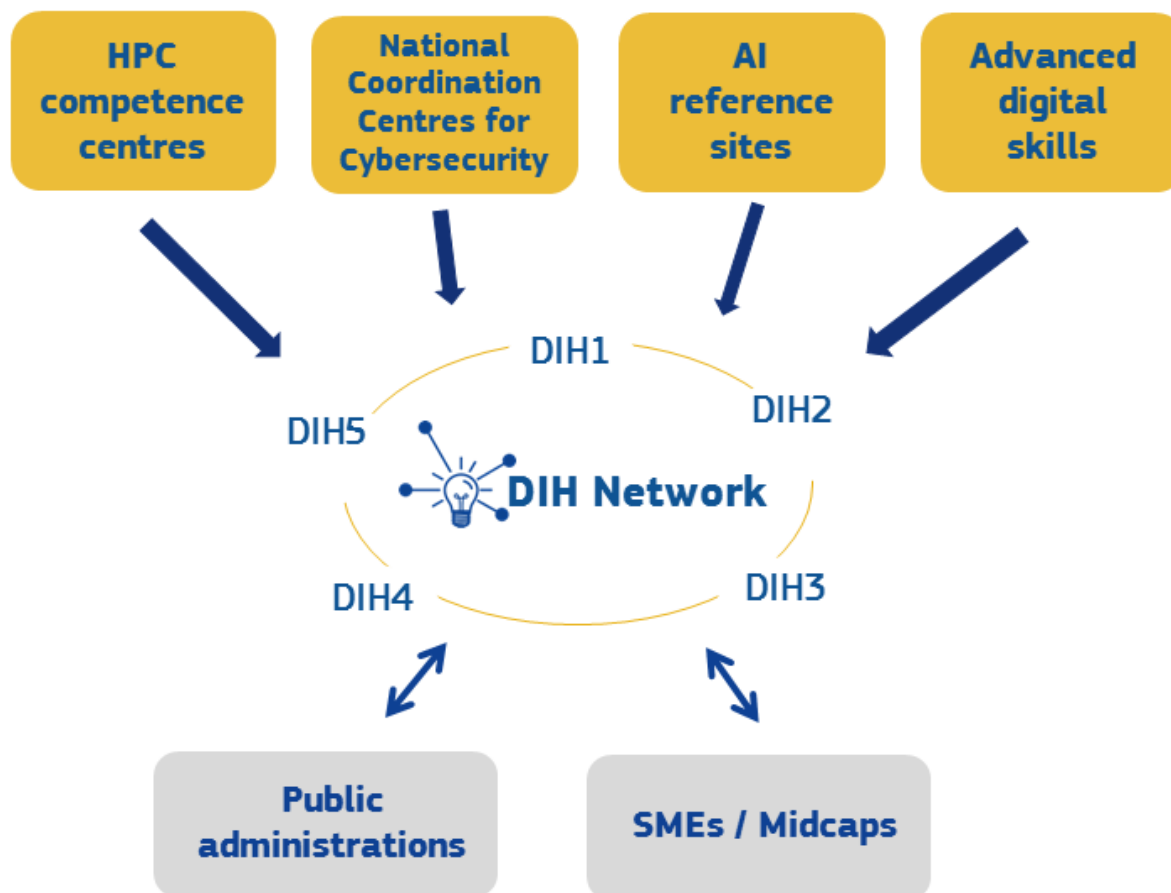 HPC
competence
centres
National
Coordination
Centres for
Cybersecurity
AI
reference
sites
Advanced
digital
skills
DIH1
DIH2
DIH5
DIH Network
DIH3
DIH4
Public
administrations
SMEs / Midcaps